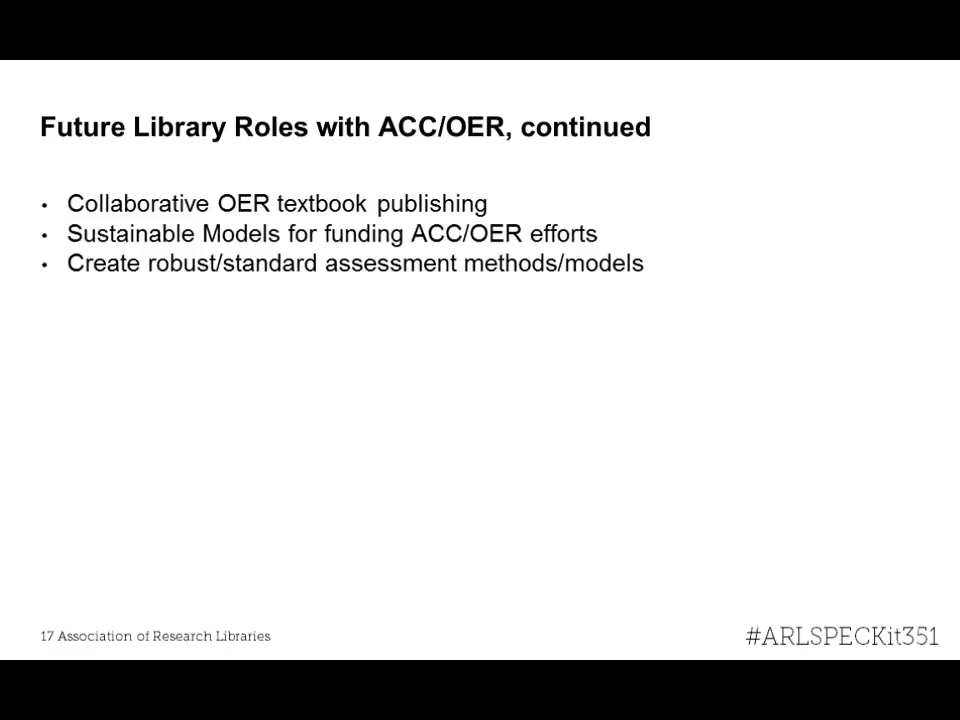 Future Library Roles with ACC/OER, continued
• Collaborative OER textbook publishing
• Sustainable Models for funding ACC/OER efforts
• Create robust/standard assessment methods/models
17 Association of Research Libraries
#ARLSPECKit351